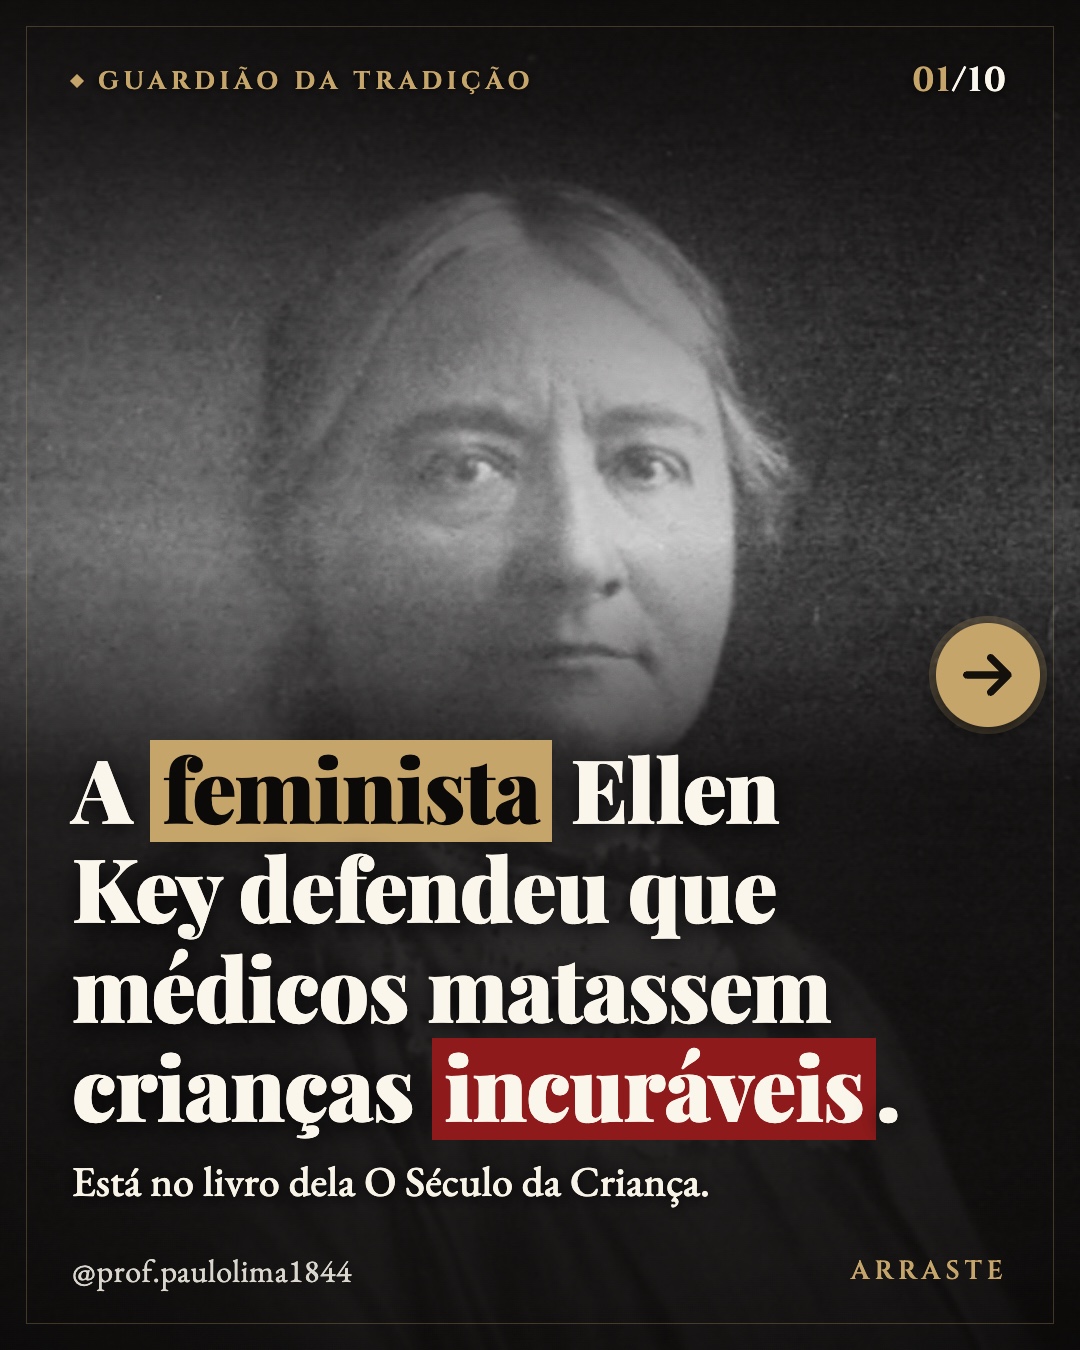 GUARDIÃO DA TRADIÇÃO
01/10
A feminista Ellen
Key defendeu que
médicos matassem
crianças incuráveis.
Está no livro dela O Século da Criança.
@prof.paulolima1844
ARRASTE